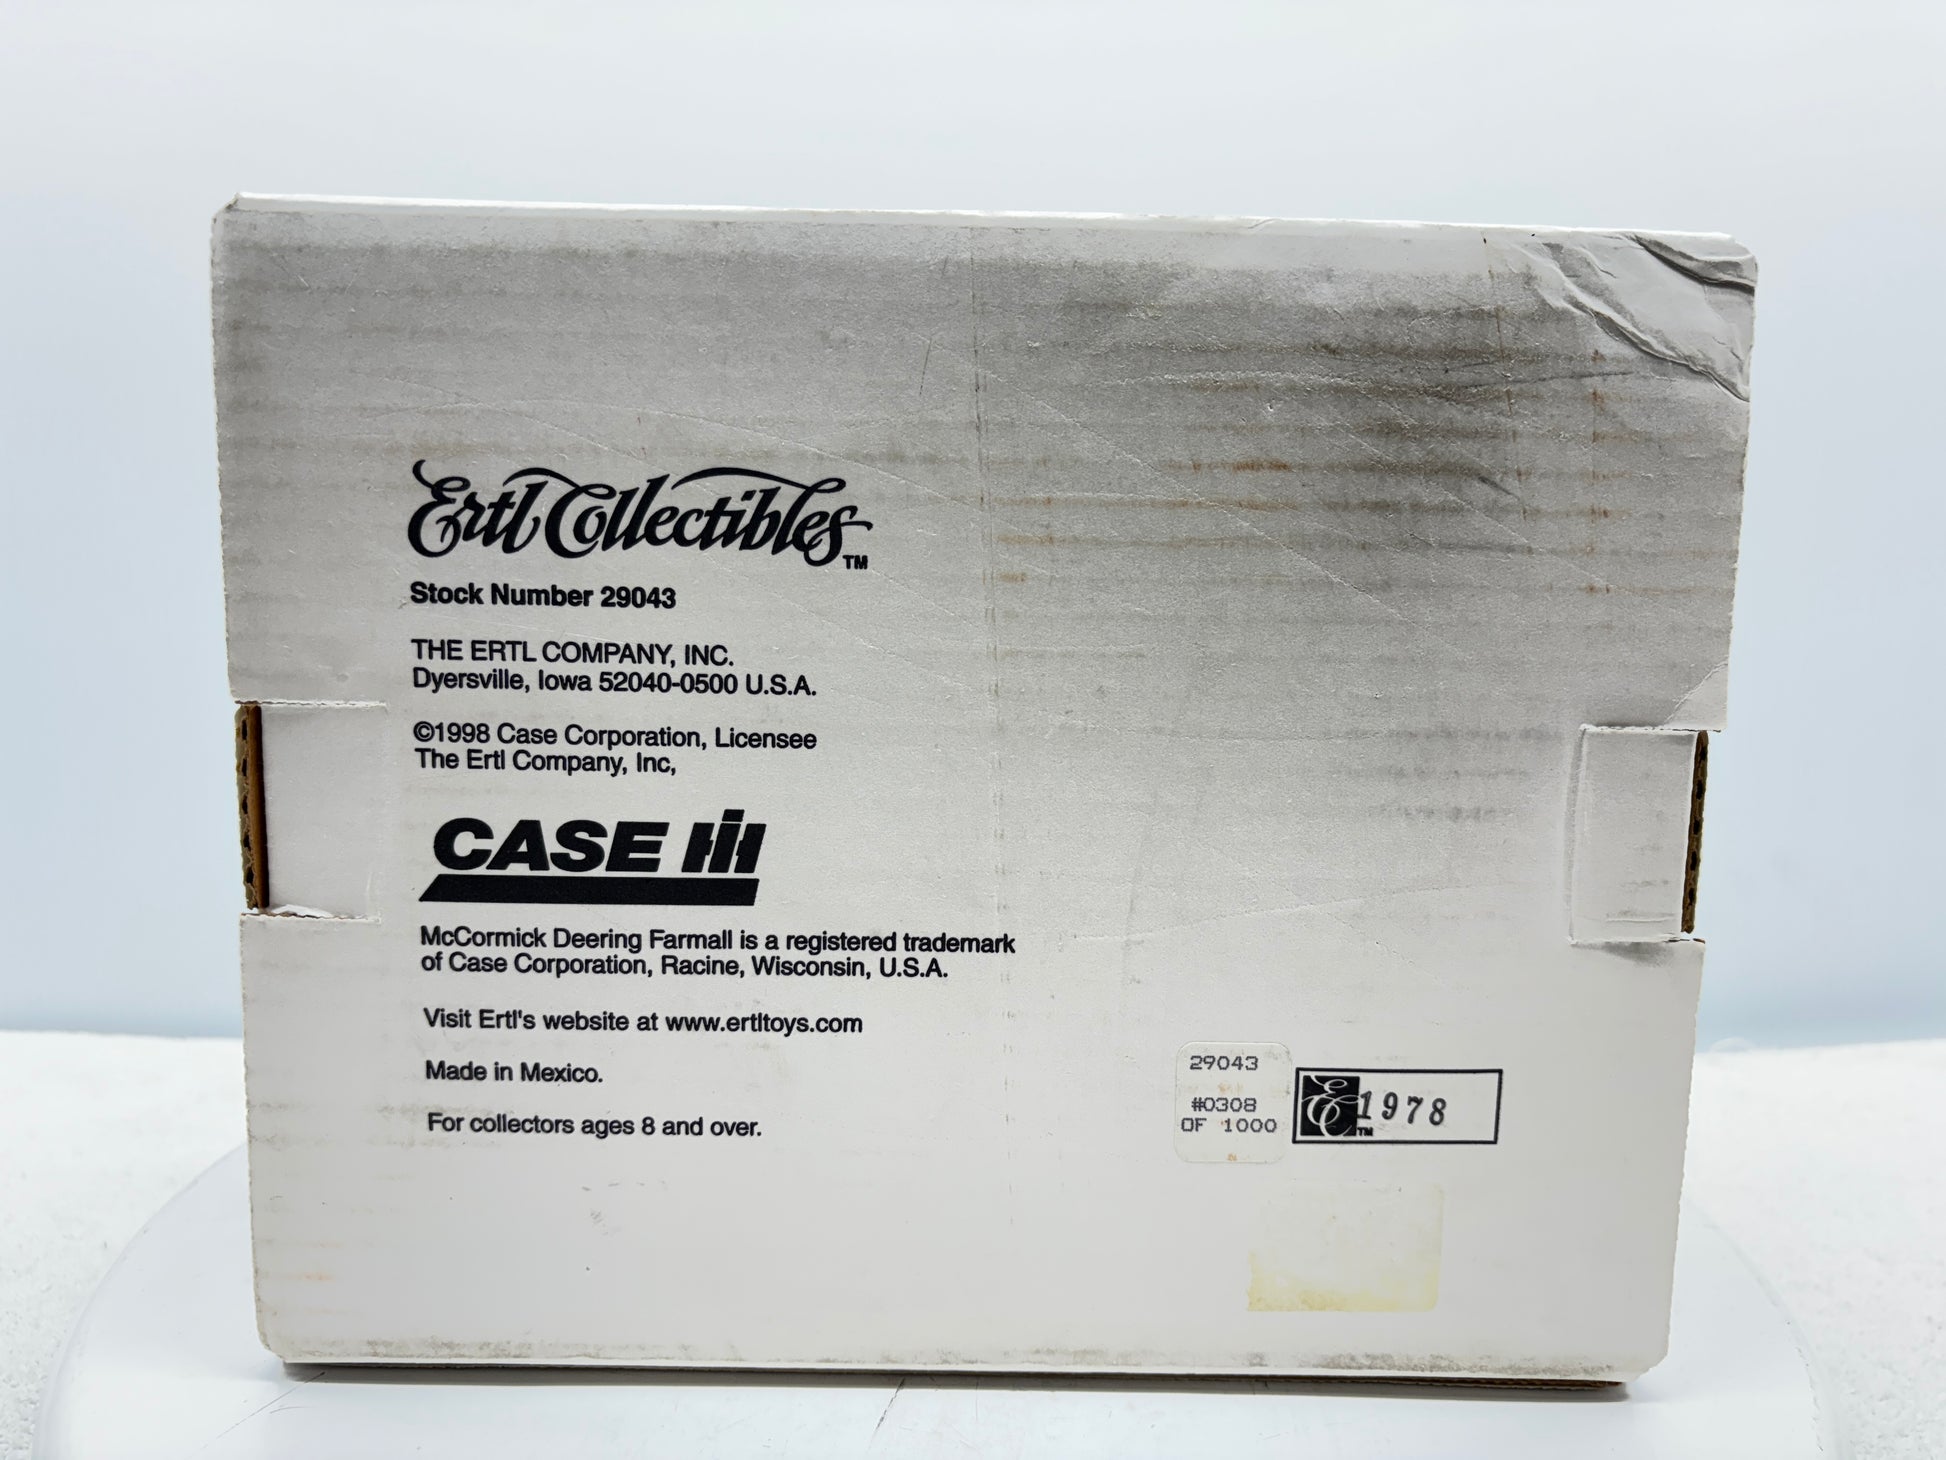 Ertl Collectibles™
Stock Number 29043
THE ERTL COMPANY, INC.
Dyersville, Iowa 52040-0500 U.S.A.
©1998 Case Corporation, Licensee
The Ertl Company, Inc,
CASE IH
McCormick Deering Farmall is a registered trademark
of Case Corporation, Racine, Wisconsin, U.S.A.
Visit Ertl's website at www.ertltoys.com
Made in Mexico.
For collectors ages 8 and over.
29043
#0308
OF 1000
E™ 1978